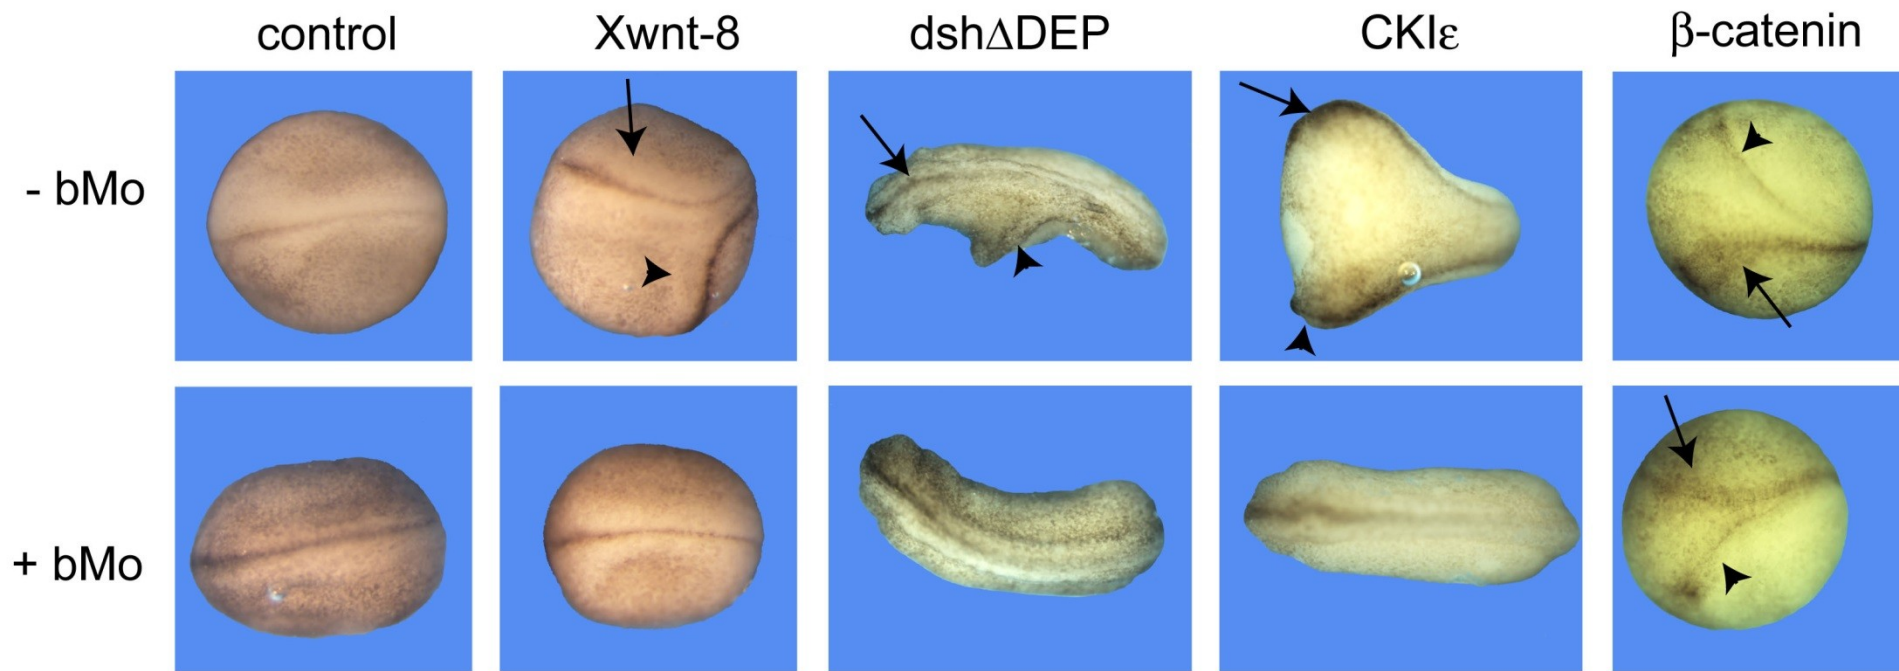 control Xwnt-8 dshΔDEP CKIε β-catenin
- bMo
+ bMo